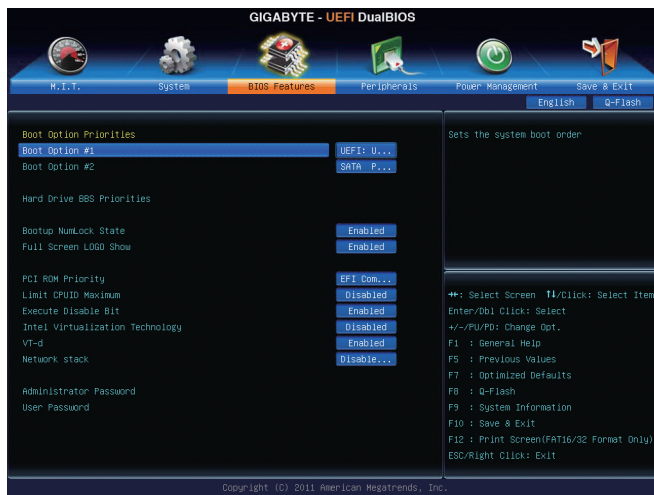 GIGABYTE - UEFI DualBIOS
M.I.T. System BIOS Features Peripherals Power Management Save & Exit
English Q-Flash
Boot Option Priorities
Boot Option #1 UEFI: U...
Boot Option #2 SATA P...
Hard Drive BBS Priorities
Bootup NumLock State Enabled
Full Screen LOGO Show Enabled
PCI ROM Priority EFI Com...
Limit CPUID Maximum Disabled
Execute Disable Bit Enabled
Intel Virtualization Technology Disabled
VT-d Enabled
Network stack Disable...
Administrator Password
User Password
Sets the system boot order
→←: Select Screen ↑↓/Click: Select Item
Enter/Dbl Click: Select
+/-/PU/PD: Change Opt.
F1 : General Help
F5 : Previous Values
F7 : Optimized Defaults
F8 : Q-Flash
F9 : System Information
F10 : Save & Exit
F12 : Print Screen(FAT16/32 Format Only)
ESC/Right Click: Exit
Copyright (C) 2011 American Megatrends, Inc.